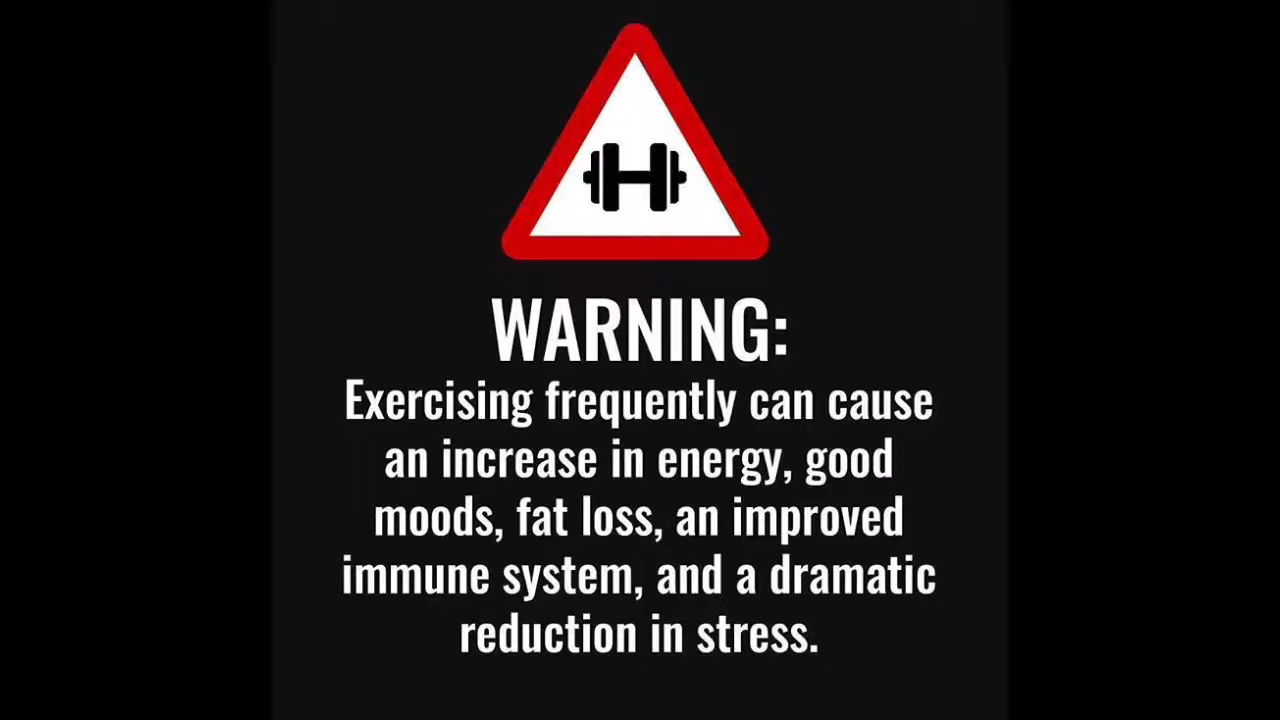 WARNING:
Exercising frequently can cause
an increase in energy, good
moods, fat loss, an improved
immune system, and a dramatic
reduction in stress.